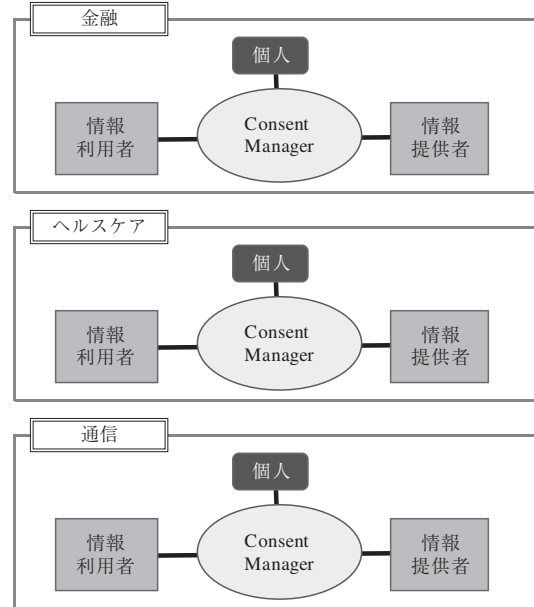 金融
個人
情報
利用者
Consent
Manager
情報
提供者
ヘルスケア
個人
情報
利用者
Consent
Manager
情報
提供者
通信
個人
情報
利用者
Consent
Manager
情報
提供者